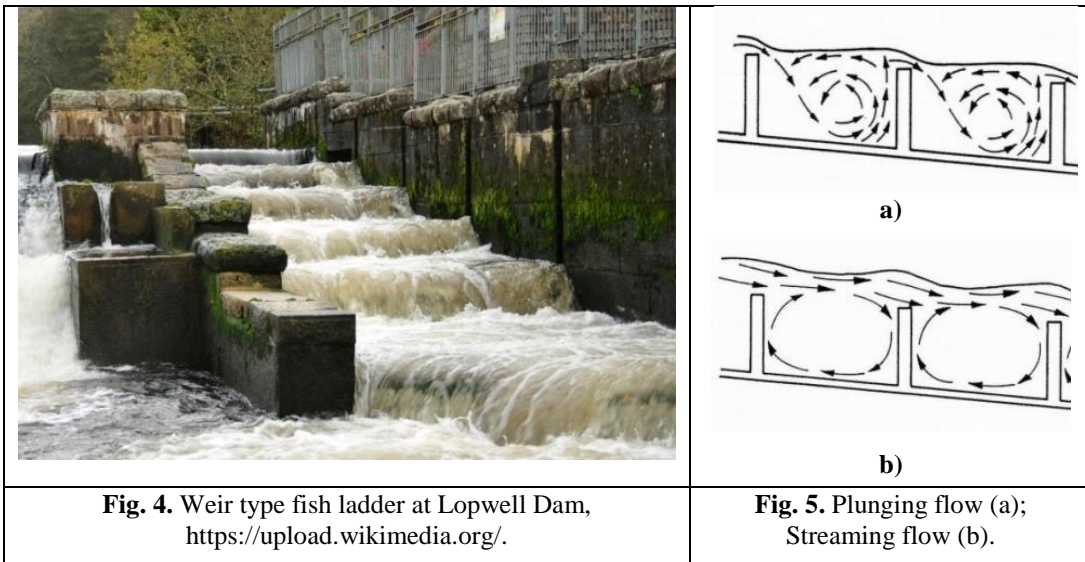 a)
b)
Fig. 4. Weir type fish ladder at Lopwell Dam,
https://upload.wikimedia.org/.
Fig. 5. Plunging flow (a);
Streaming flow (b).